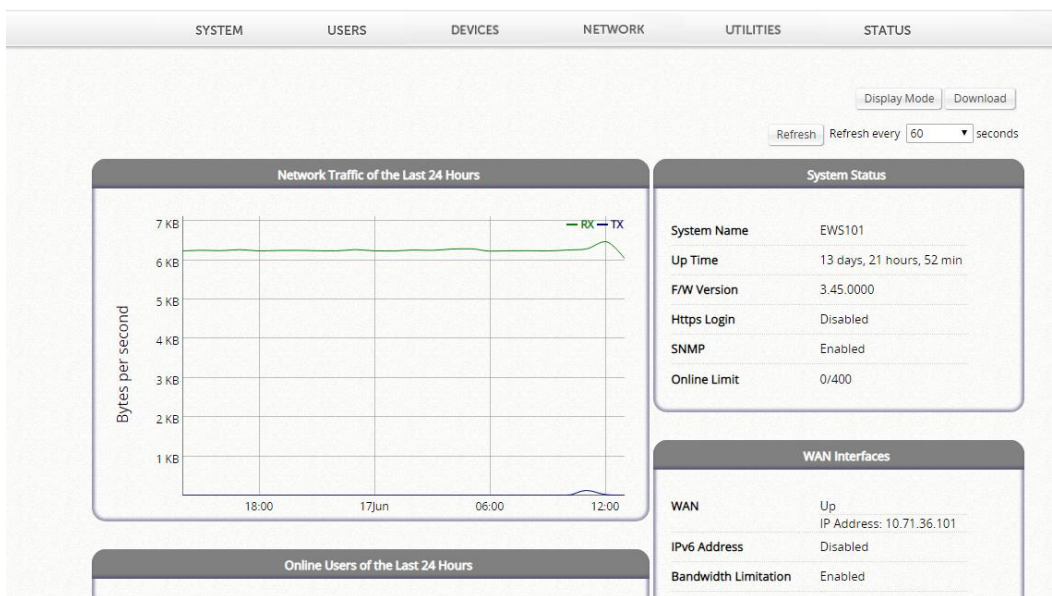 SYSTEM USERS DEVICES NETWORK UTILITIES STATUS
Display Mode Download
Refresh Refresh every 60 seconds
Network Traffic of the Last 24 Hours
7 KB
6 KB
5 KB
4 KB
3 KB
2 KB
1 KB
Bytes per second
RX TX
18:00 17Jun 06:00 12:00
System Status
System Name EWS101
Up Time 13 days, 21 hours, 52 min
F/W Version 3.45.0000
Https Login Disabled
SNMP Enabled
Online Limit 0/400
WAN Interfaces
WAN Up
IP Address: 10.71.36.101
IPv6 Address Disabled
Bandwidth Limitation Enabled
Online Users of the Last 24 Hours